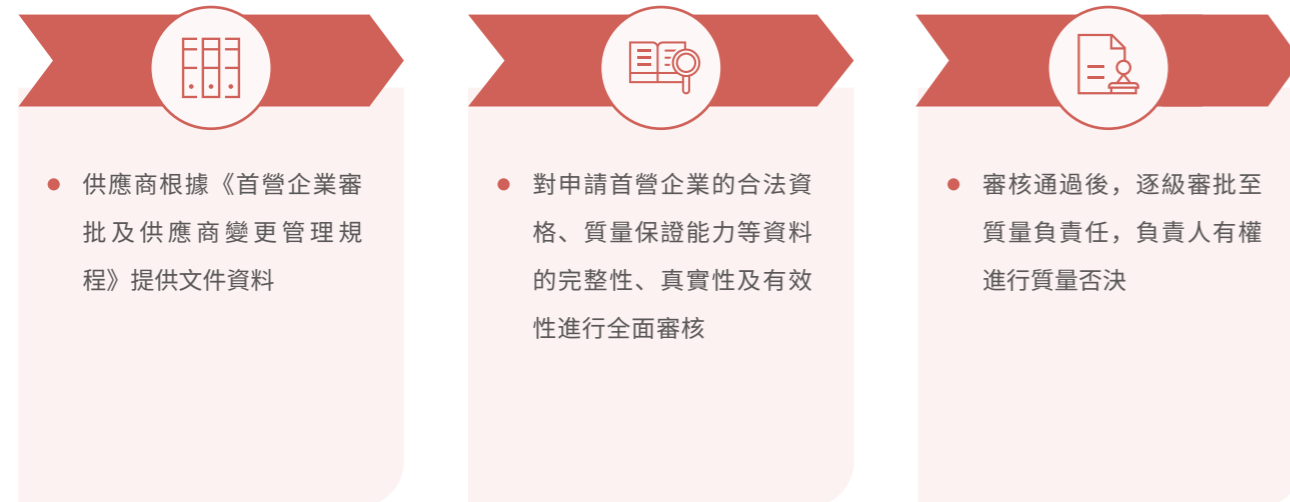 供應商根據《首營企業審
批及供應商變更管理規
程》提供文件資料
對申請首營企業的合法資
格、質量保證能力等資料
的完整性、真實性及有效
性進行全面審核
審核通過後，逐級審批至
質量負責任，負責人有權
進行質量否決